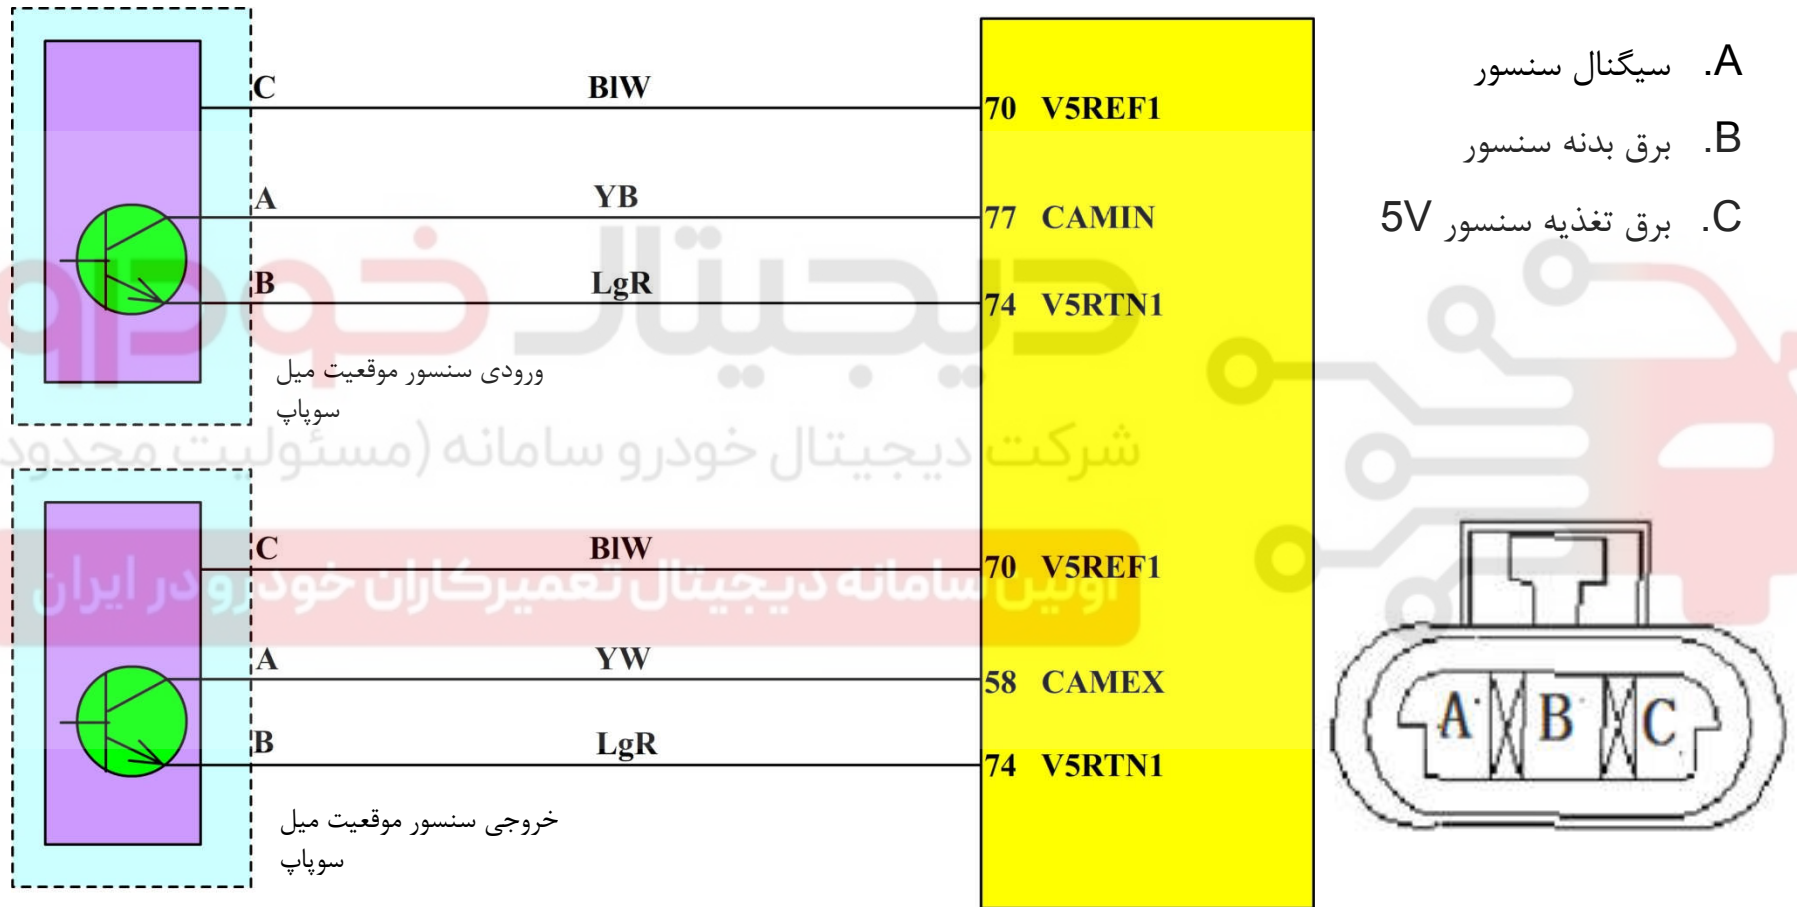 C BlW 70 V5REF1
A YB 77 CAMIN
B LgR 74 V5RTN1
ورودی سنسور موقعیت میل
سوپاپ
C BlW 70 V5REF1
A YW 58 CAMEX
B LgR 74 V5RTN1
خروجی سنسور موقعیت میل
سوپاپ
A. سیگنال سنسور
B. برق بدنه سنسور
C. برق تغذیه سنسور 5V
A B C
دیجیتال خودرو
شرکت دیجیتال خودرو سامانه (مسئولیت محدود
اولین سامانه دیجیتال تعمیرکاران خودرو در ایران